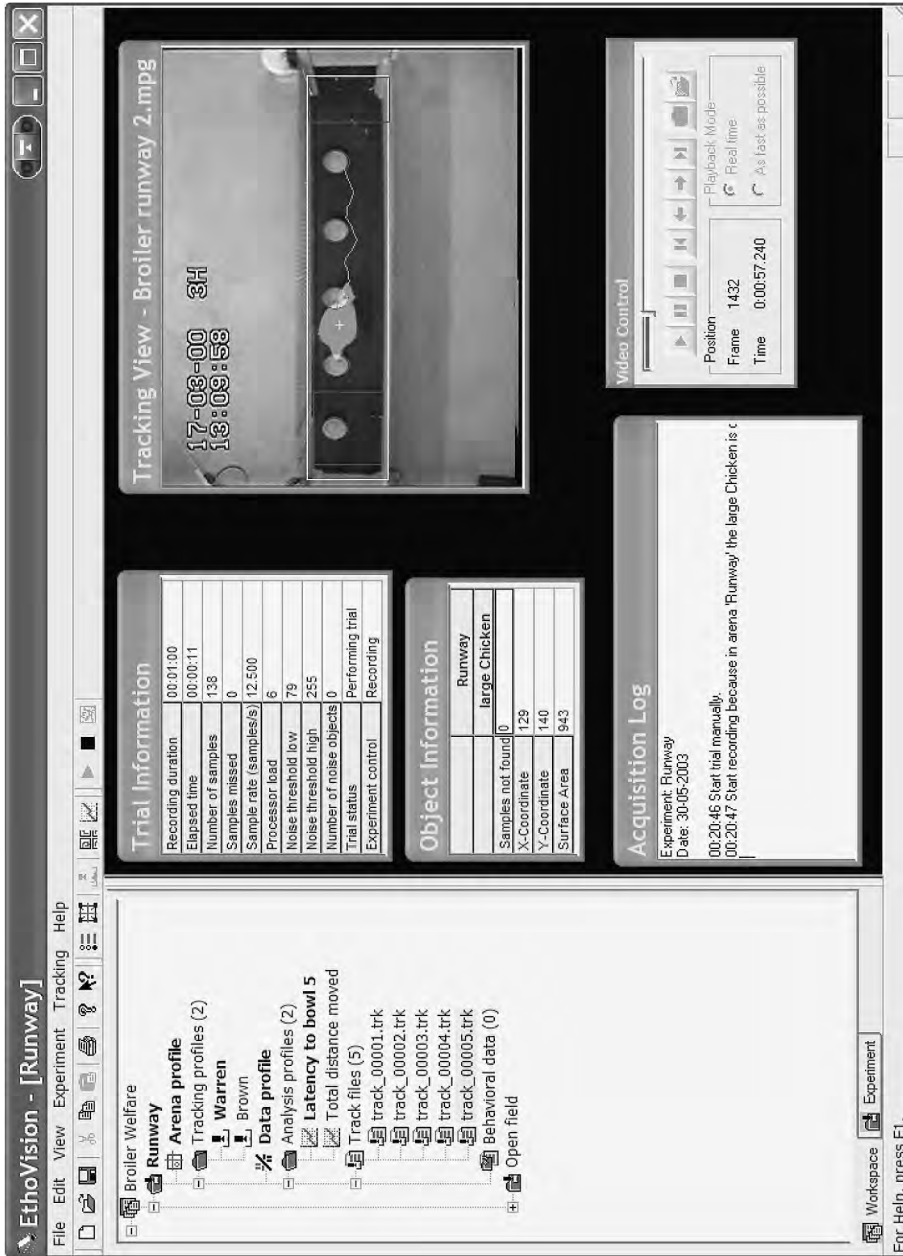 EthoVision - [Runway]
File Edit View Experiment Tracking Help
Broiler Welfare
Runway
Arena profile
Tracking profiles (2)
Warren
Brown
Data profile
Analysis profiles (2)
Latency to bowl 5
Total distance moved
Track files (5)
track_00001.trk
track_00002.trk
track_00003.trk
track_00004.trk
track_00005.trk
Behavioral data (0)
Open field
Workspace Experiment
For Help, press F1
Trial Information
Recording duration 00:01:00
Elapsed time 00:00:11
Number of samples 138
Samples missed 0
Sample rate (samples/s) 12.500
Processor load 6
Noise threshold low 79
Noise threshold high 255
Number of noise objects 0
Trial status Performing trial
Experiment control Recording
Object Information
Runway
large Chicken
Samples not found 0
X-Coordinate 129
Y-Coordinate 140
Surface Area 943
Acquisition Log
Experiment: Runway
Date: 30-05-2003
00:20:46 Start trial manually.
00:20:47 Start recording because in arena 'Runway' the large Chicken is c
Tracking View - Broiler runway 2.mpg
17-03-00 3H
13:09:58
Video Control
Position
Frame 1432
Time 0:00:57.240
Playback Mode
Real time
As fast as possible